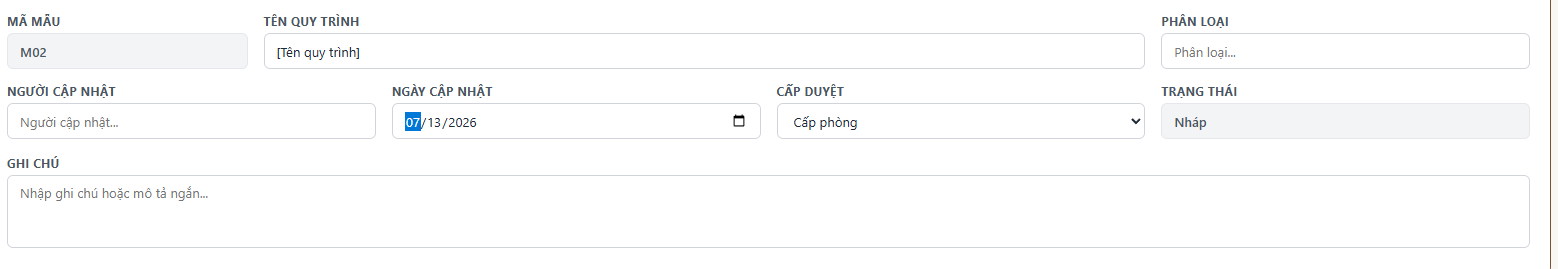 MÃ MẪU TÊN QUY TRÌNH PHÂN LOẠI
M02 [Tên quy trình] Phân loại...
NGƯỜI CẬP NHẬT NGÀY CẬP NHẬT CẤP DUYỆT TRẠNG THÁI
Người cập nhật... 07/13/2026 Cấp phòng Nháp
GHI CHÚ
Nhập ghi chú hoặc mô tả ngắn...